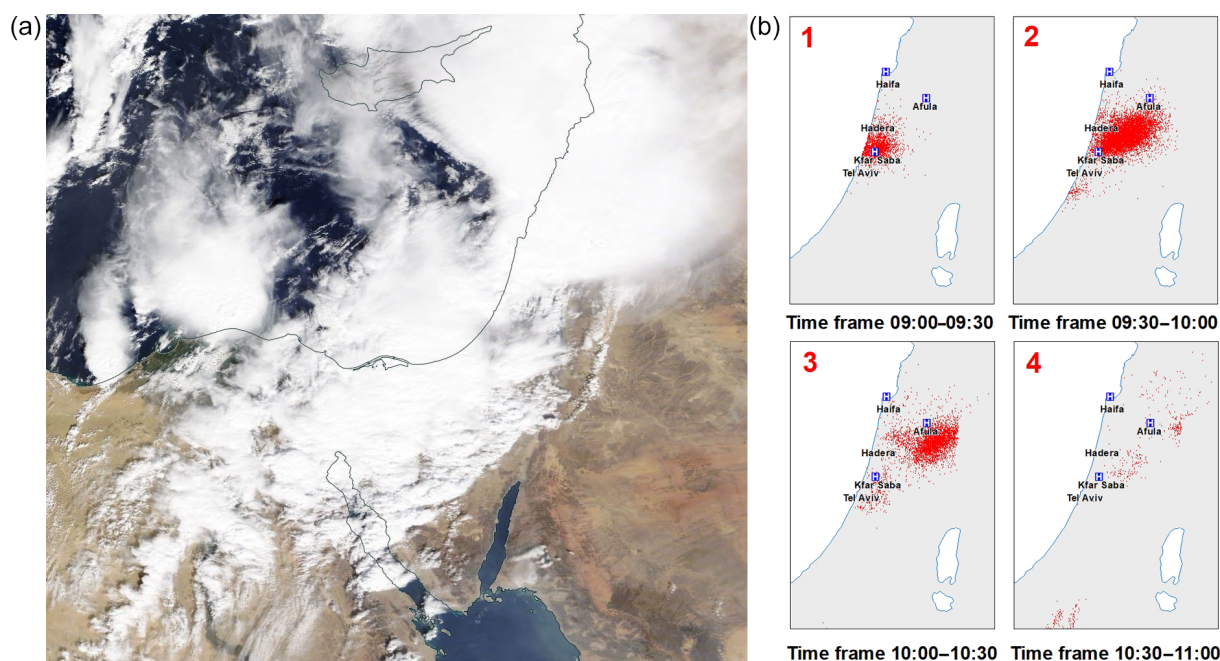 (a)
(b)
1
H
Haifa
H
Afula
Hadera
H
Kfar Saba
Tel Aviv
Time frame 09:00–09:30
2
H
Haifa
H
Afula
Hadera
H
Kfar Saba
Tel Aviv
Time frame 09:30–10:00
3
H
Haifa
H
Afula
Hadera
H
Kfar Saba
Tel Aviv
Time frame 10:00–10:30
4
H
Haifa
H
Afula
Hadera
H
Kfar Saba
Tel Aviv
Time frame 10:30–11:00